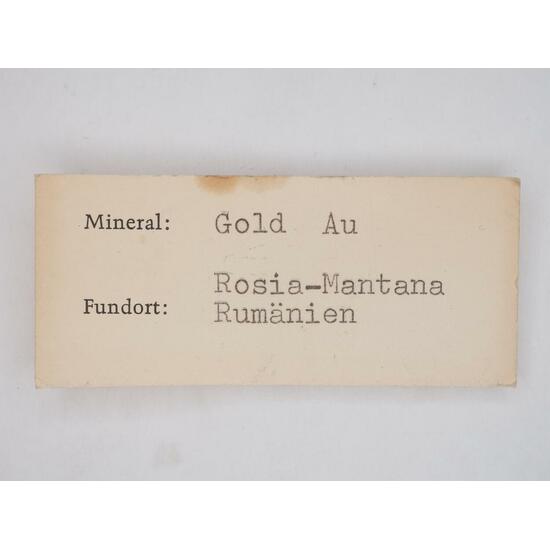 Mineral: Gold Au
Rosia-Mantana
Fundort: Rumänien